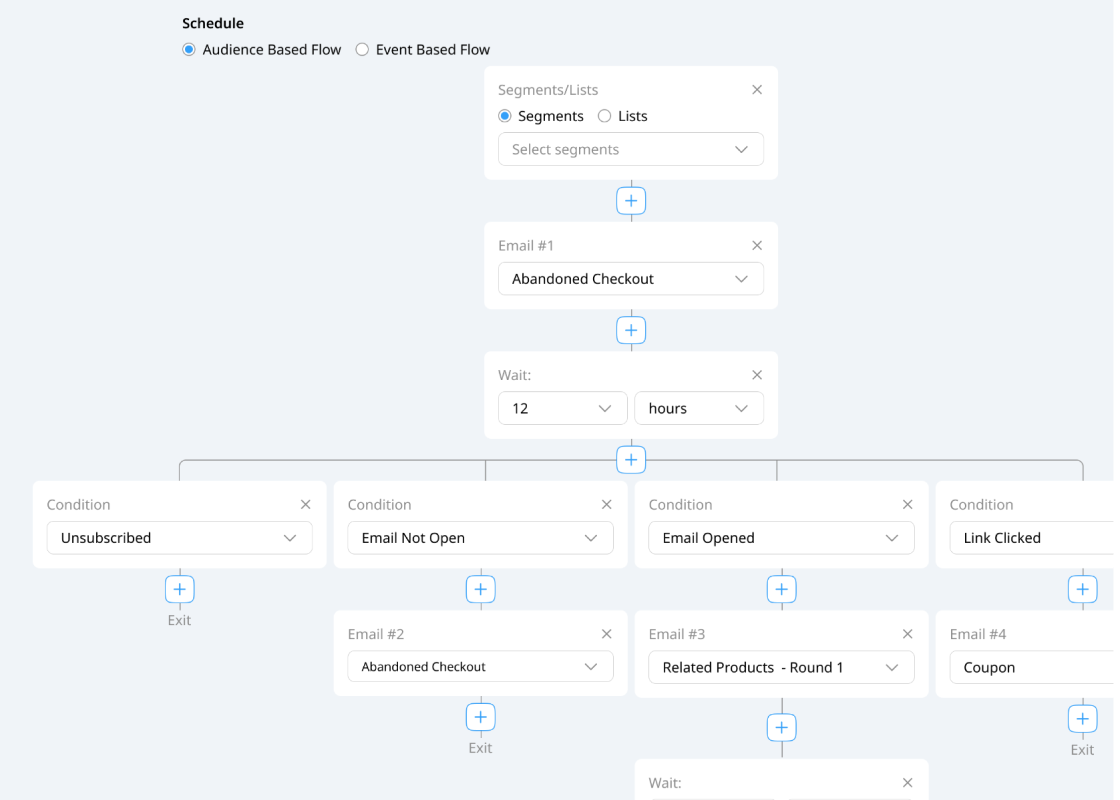 Schedule
Audience Based Flow Event Based Flow
Segments/Lists
Segments Lists
Select segments
Email #1
Abandoned Checkout
Wait:
12 hours
Condition Condition Condition Condition
Unsubscribed Email Not Open Email Opened Link Clicked
Exit
Email #2 Email #3 Email #4
Abandoned Checkout Related Products - Round 1 Coupon
Exit Exit
Wait: